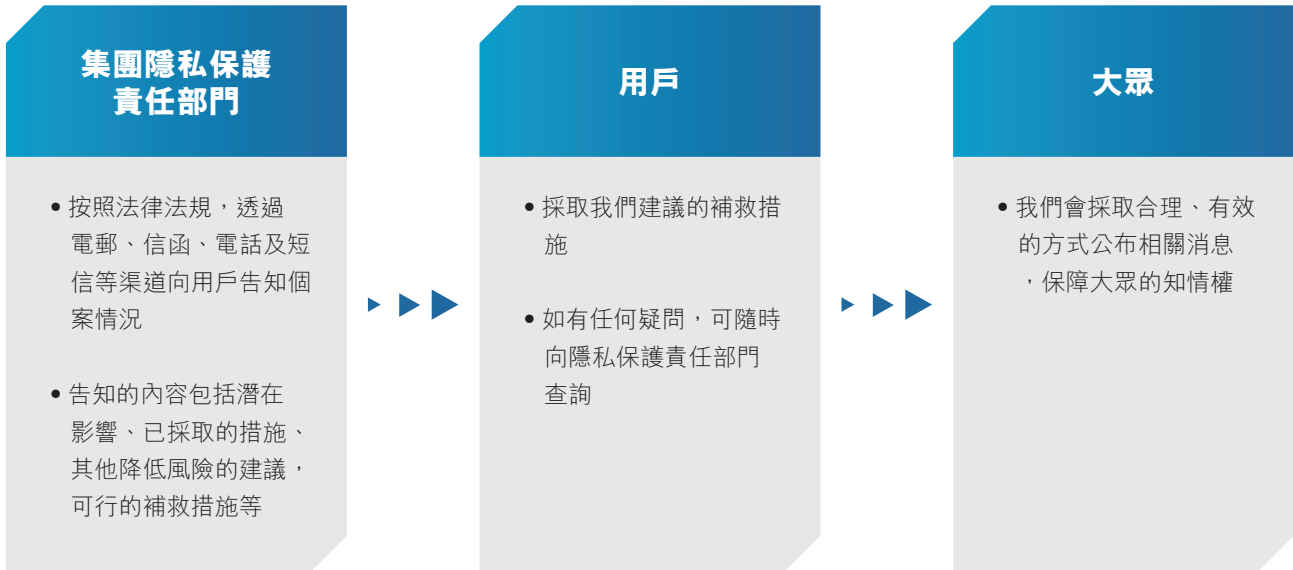 集團隱私保護
責任部門
• 按照法律法規，透過
電郵、信函、電話及短
信等渠道向用戶告知個
案情況
• 告知的內容包括潛在
影響、已採取的措施、
其他降低風險的建議，
可行的補救措施等
用戶
• 採取我們建議的補救措
施
• 如有任何疑問，可隨時
向隱私保護責任部門
查詢
大眾
• 我們會採取合理、有效
的方式公布相關消息
，保障大眾的知情權